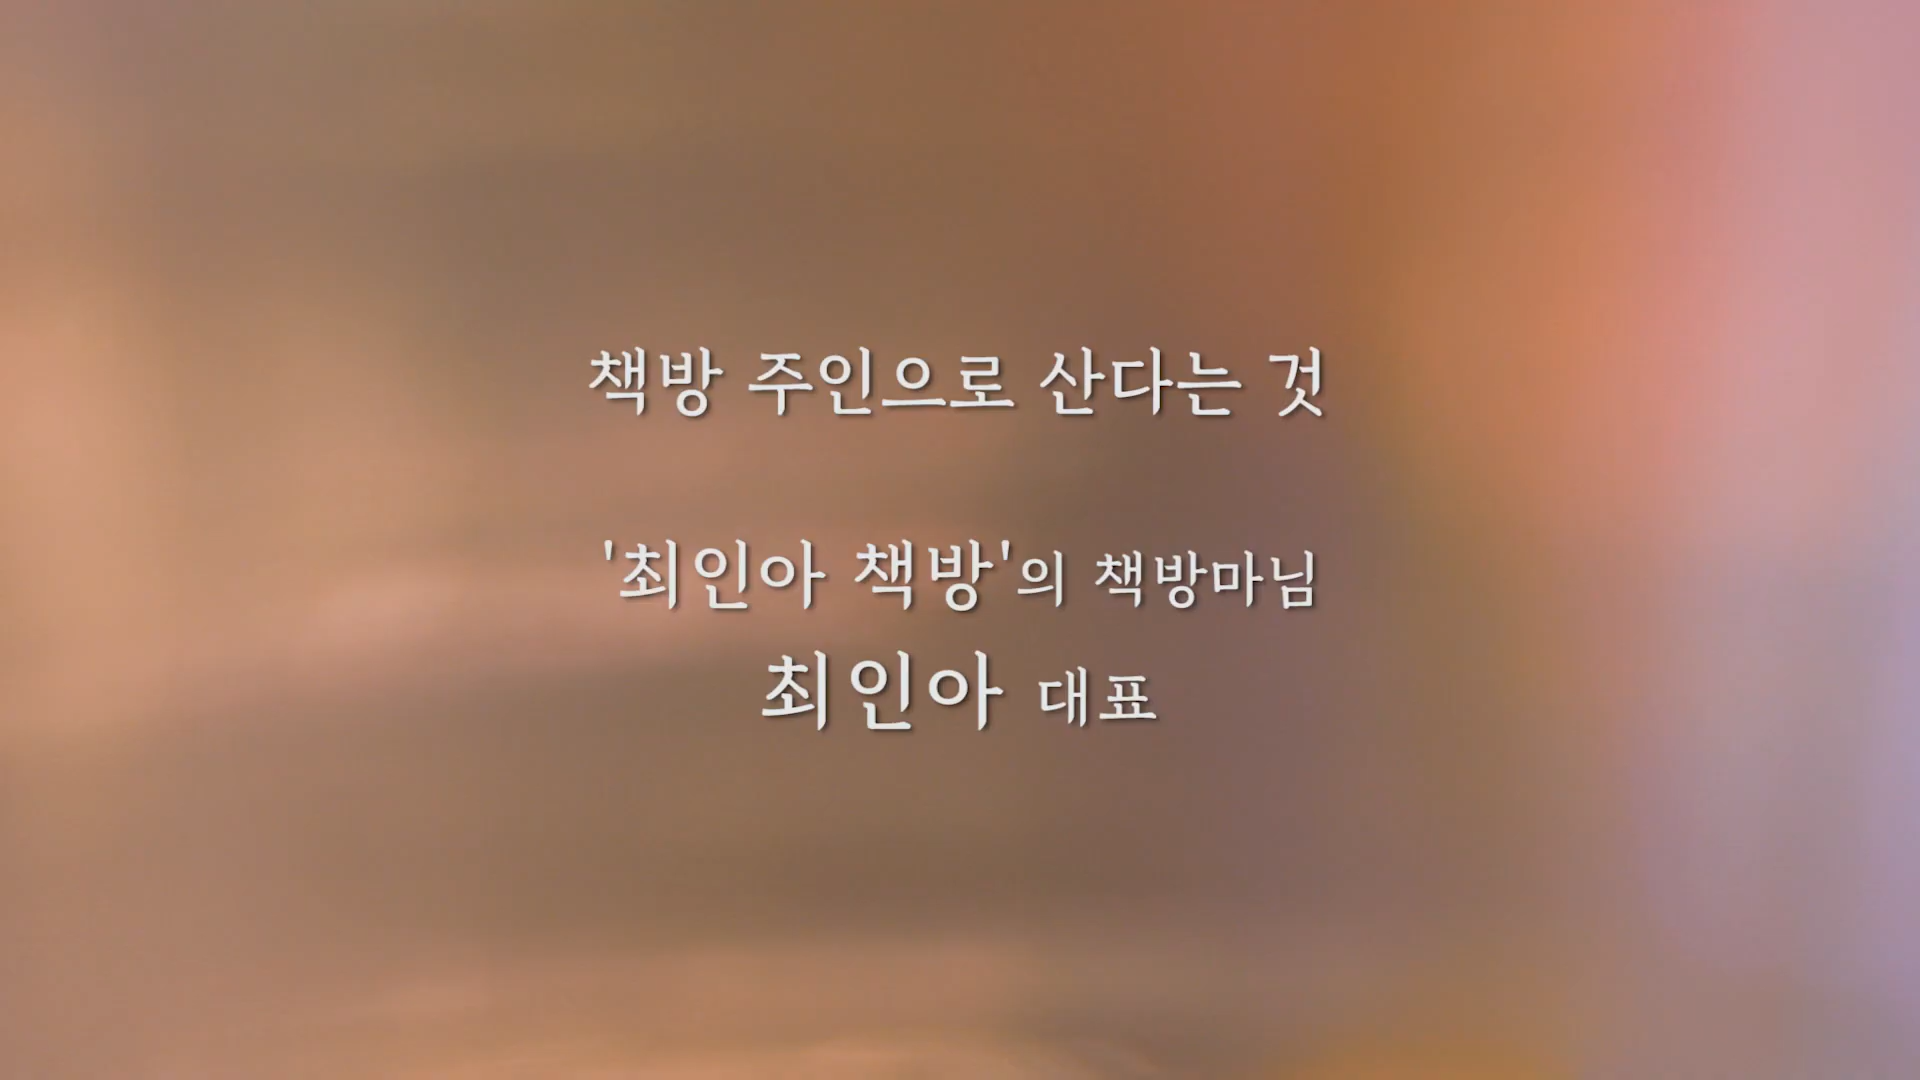 책방 주인으로 산다는 것
'최인아 책방'의 책방마님
최인아 대표